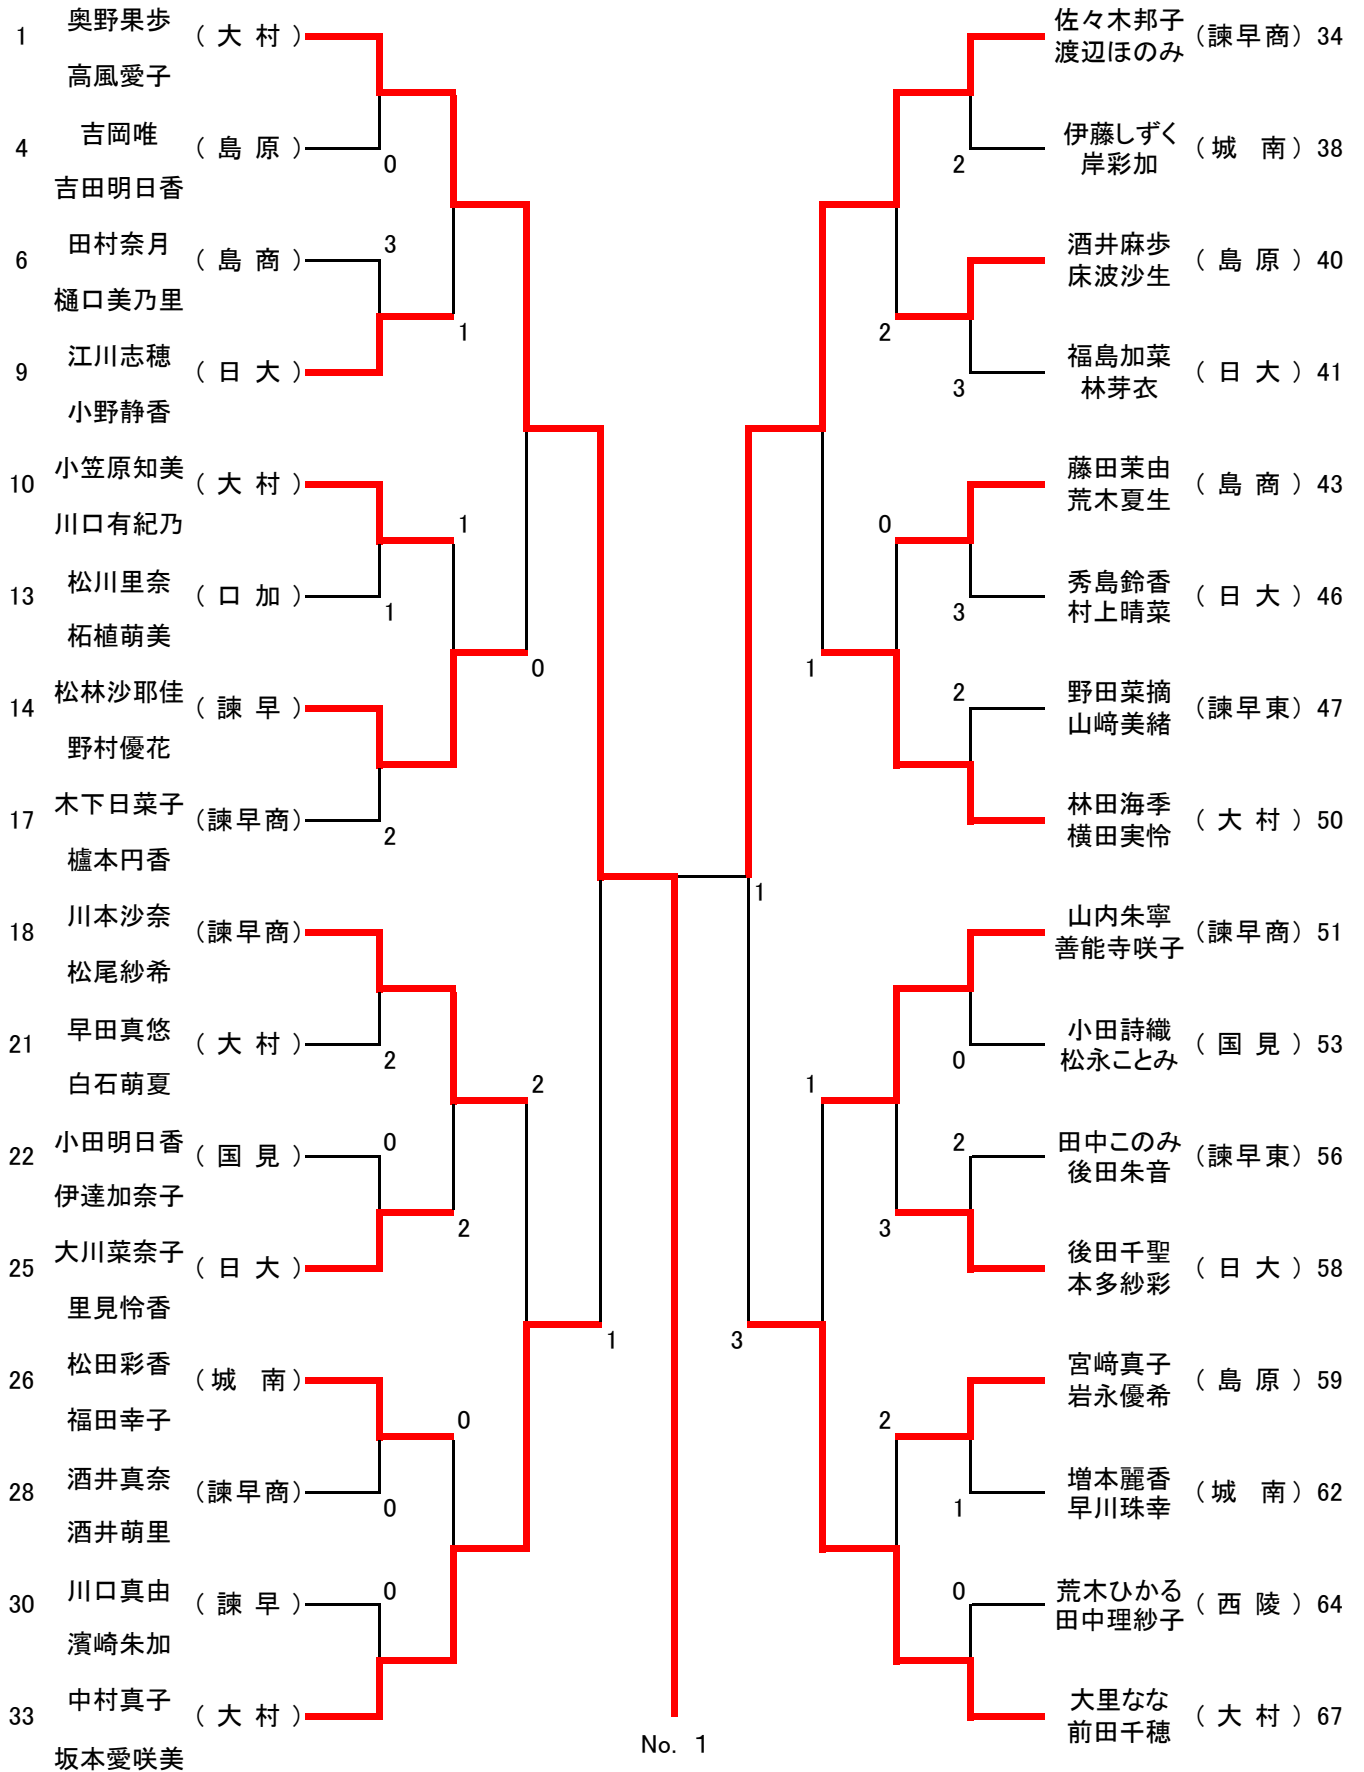 1 奥野果歩 (大村)
高風愛子
4 吉岡唯 (島原) 0
吉田明日香
6 田村奈月 (島商) 3
樋口美乃里 1
9 江川志穂 (日大)
小野静香
10 小笠原知美 (大村)
川口有紀乃 1
13 松川里奈 (口加) 1
柘植萌美 0
14 松林沙耶佳 (諫早)
野村優花
17 木下日菜子 (諫早商) 2
櫨本円香
18 川本沙奈 (諫早商)
松尾紗希
21 早田真悠 (大村) 2
白石萌夏 2
22 小田明日香 (国見) 0
伊達加奈子 2
25 大川菜奈子 (日大)
里見怜香 1
26 松田彩香 (城 南)
福田幸子 0
28 酒井真奈 (諫早商) 0
酒井萌里
30 川口真由 (諫早) 0
濱崎朱加
33 中村真子 (大村)
坂本愛咲美
佐々木邦子
渡辺ほのみ (諫早商) 34
伊藤しずく
岸彩加 (城 南) 38
2
酒井麻歩
床波沙生 (島原) 40
2
福島加菜
林芽衣 (日大) 41
3
藤田茉由
荒木夏生 (島商) 43
0
秀島鈴香
村上晴菜 (日大) 46
3
1
野田菜摘
山﨑美緒 (諫早東) 47
2
林田海季
横田実怜 (大村) 50
1
山内朱寧
善能寺咲子 (諫早商) 51
小田詩織
松永ことみ (国見) 53
0
1
田中このみ
後田朱音 (諫早東) 56
2
3
後田千聖
本多紗彩 (日大) 58
3
宮﨑真子
岩永優希 (島原) 59
2
増本麗香
早川珠幸 (城 南) 62
1
荒木ひかる
田中理紗子 (西陵) 64
0
大里なな
前田千穂 (大村) 67
No. 1